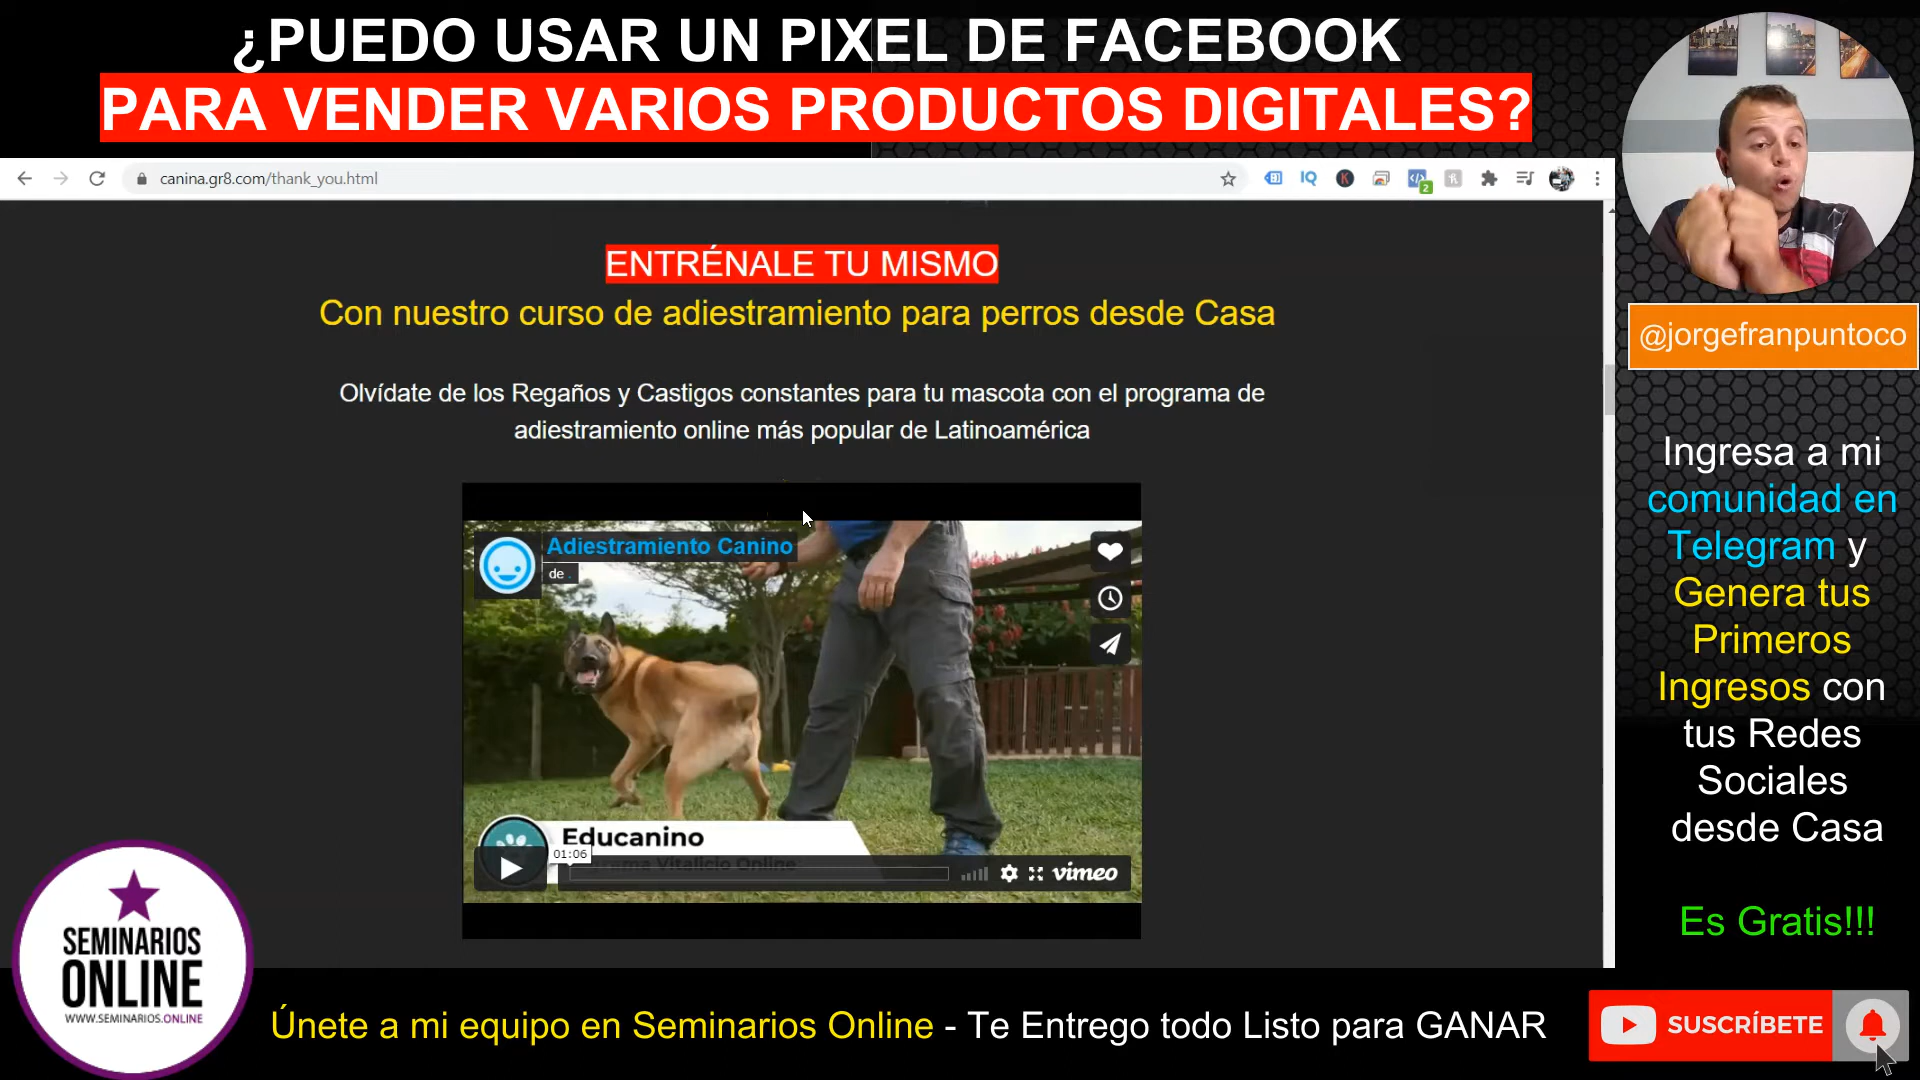 ¿PUEDO USAR UN PIXEL DE FACEBOOK
PARA VENDER VARIOS PRODUCTOS DIGITALES?
canina.gr8.com/thank_you.html
IQ
K
2
ENTRÉNALE TU MISMO
Con nuestro curso de adiestramiento para perros desde Casa
Olvídate de los Regaños y Castigos constantes para tu mascota con el programa de
adiestramiento online más popular de Latinoamérica
Adiestramiento Canino
de .
Educanino
01:06
Vitalicio Online
vimeo
@jorgefranpuntoco
Ingresa a mi
comunidad en
Telegram y
Genera tus
Primeros
Ingresos con
tus Redes
Sociales
desde Casa
Es Gratis!!!
SEMINARIOS
ONLINE
WWW.SEMINARIOS.ONLINE
Únete a mi equipo en Seminarios Online - Te Entrego todo Listo para GANAR
SUSCRÍBETE